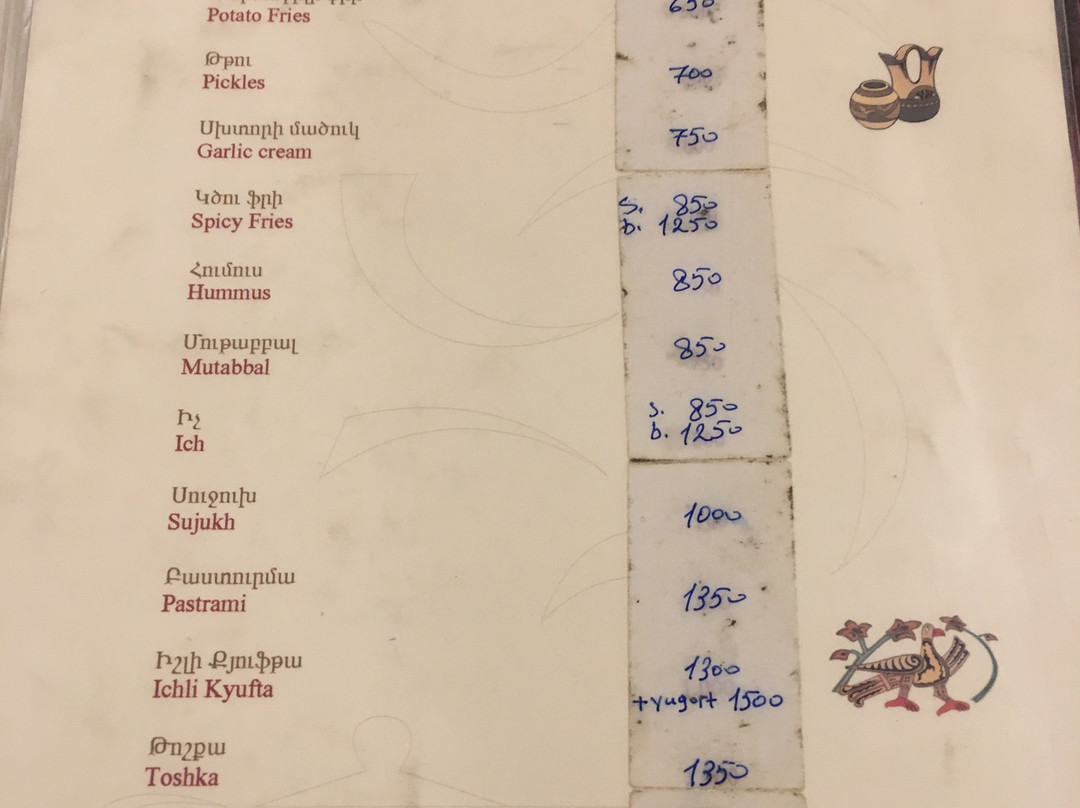 Potato Fries
650
Թթու
Pickles
700
Սխտորի մածուկ
Garlic cream
750
Կծու ֆրի
Spicy Fries
s. 850
b. 1250
Հումուս
Hummus
850
Մութաբբալ
Mutabbal
850
Իչ
Ich
s. 850
b. 1250
Սուջուխ
Sujukh
1000
Բաստուրմա
Pastrami
1350
Իշլի Քյուֆթա
Ichli Kyufta
1300
+yugort 1500
Թոշքա
Toshka
1350